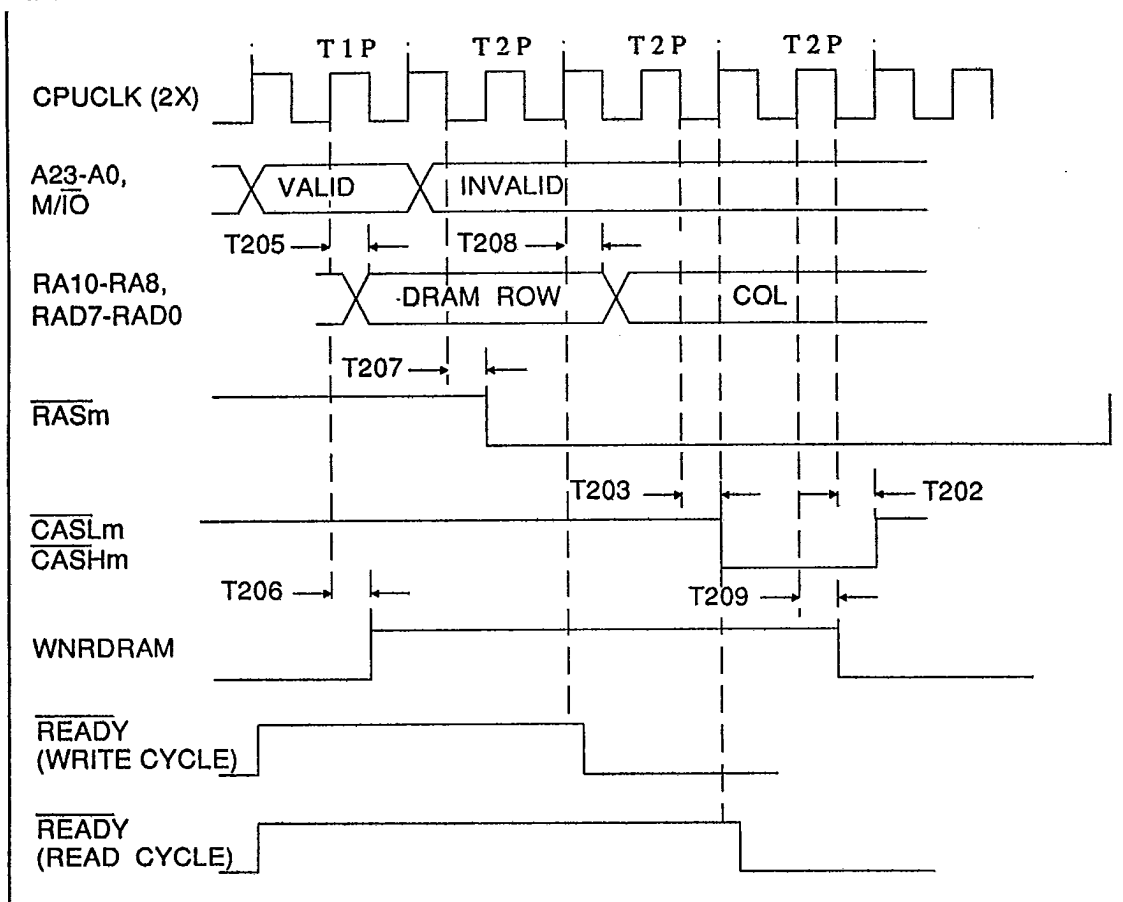 T1P T2P T2P T2P
CPUCLK (2X)
A23-A0,
M/IO
VALID INVALID
T205 T208
RA10-RA8,
RAD7-RAD0
DRAM ROW COL
T207
RASm
T203 T202
CASLm
CASHm
T206 T209
WNRDRAM
READY
(WRITE CYCLE)
READY
(READ CYCLE)